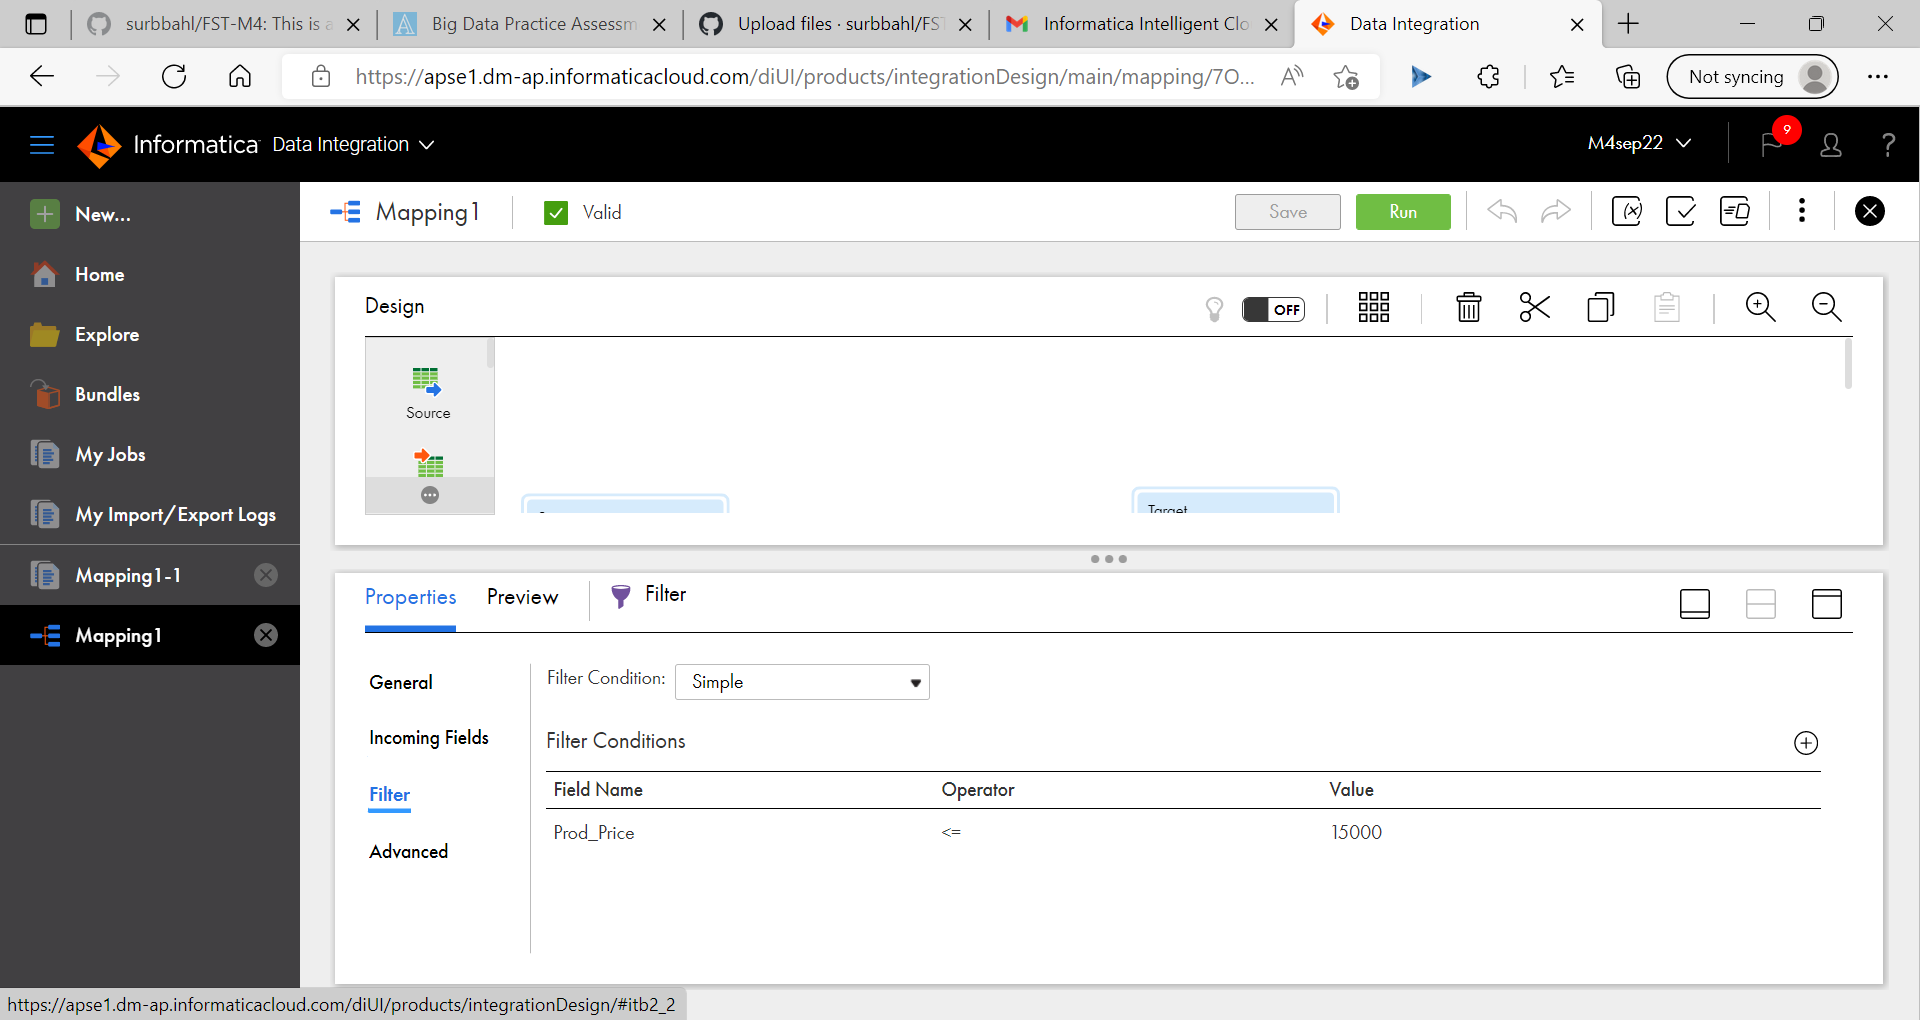 surbbahl/FST-M4: This is a
Big Data Practice Assessm
Upload files · surbbahl/FST
Informatica Intelligent Clo
Data Integration
https://apse1.dm-ap.informaticacloud.com/diUI/products/integrationDesign/main/mapping/7O...
Not syncing
Informatica Data Integration
M4sep22
9
?
New...
Home
Explore
Bundles
My Jobs
My Import/Export Logs
Mapping1-1
Mapping1
Mapping1
Valid
Save
Run
Design
OFF
Source
Target
Properties
Preview
Filter
General
Incoming Fields
Filter
Advanced
Filter Condition: Simple
Filter Conditions
Field Name Operator Value
Prod_Price <= 15000
https://apse1.dm-ap.informaticacloud.com/diUI/products/integrationDesign/#itb2_2